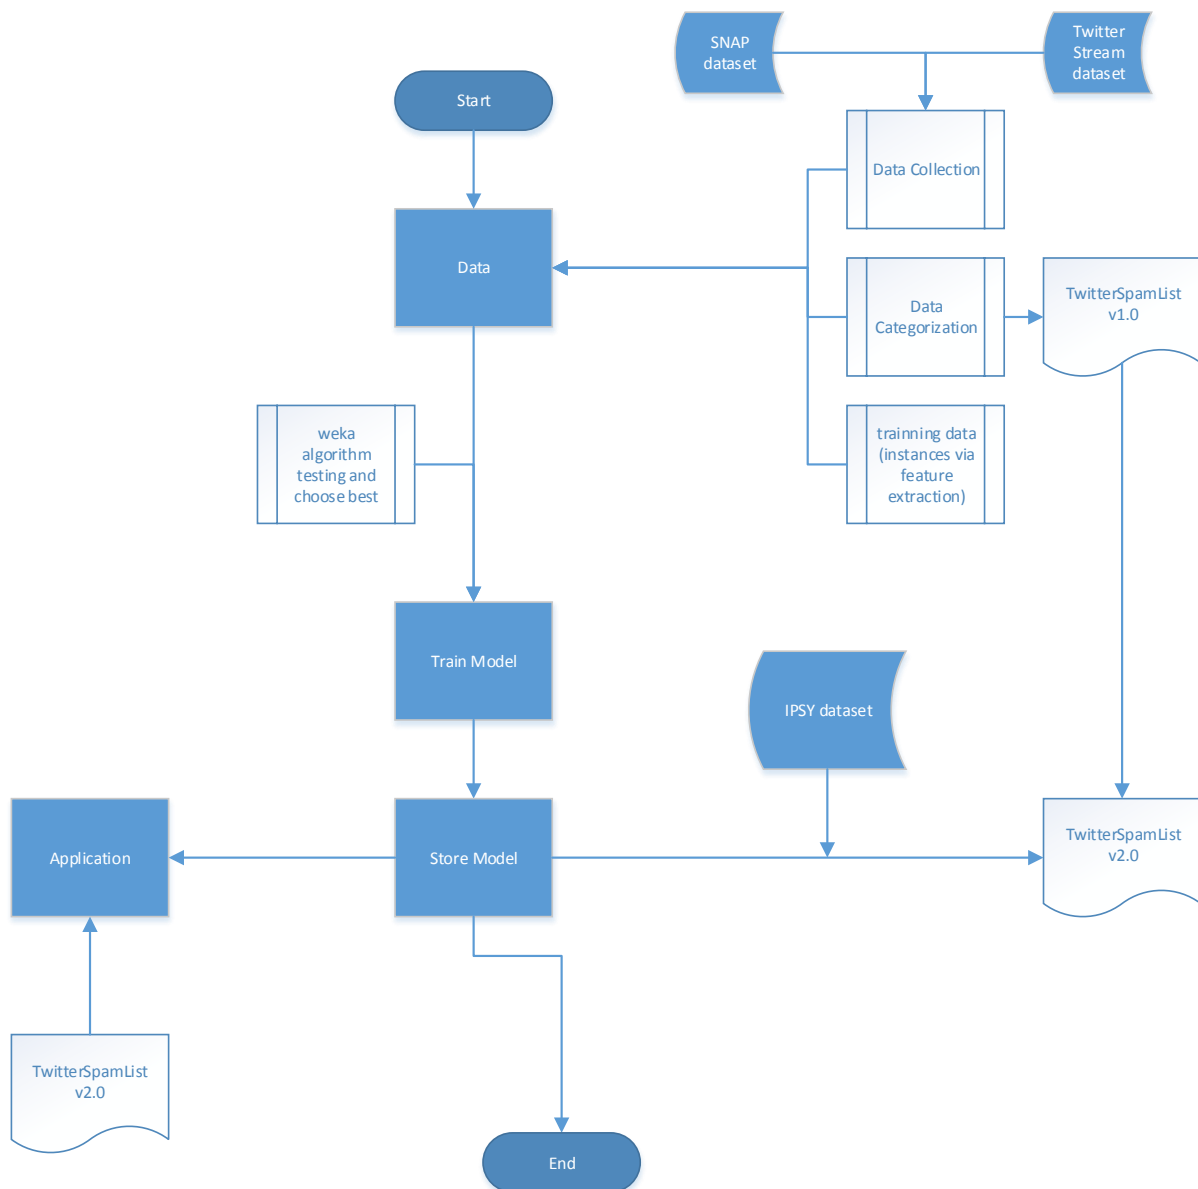 SNAP
dataset
Twitter
Stream
dataset
Start
Data Collection
Data
Data
Categorization
TwitterSpamList
v1.0
weka
algorithm
testing and
choose best
trainning data
(instances via
feature
extraction)
Train Model
IPSY dataset
Application
Store Model
TwitterSpamList
v2.0
TwitterSpamList
v2.0
End